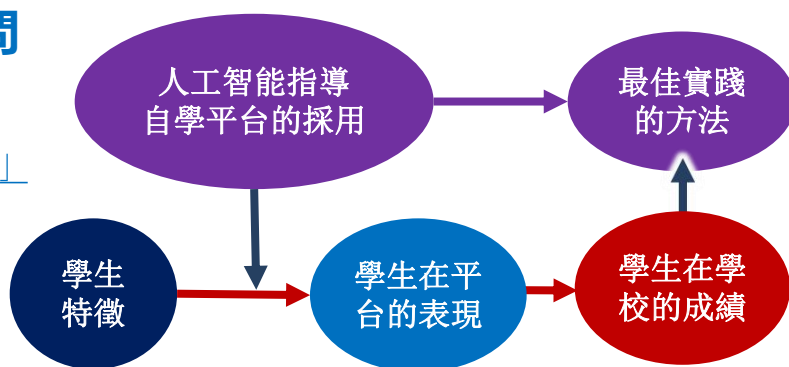 間
」
人工智能指導
自學平台的採用
最佳實踐
的方法
學生
特徵
學生在平
台的表現
學生在學
校的成績